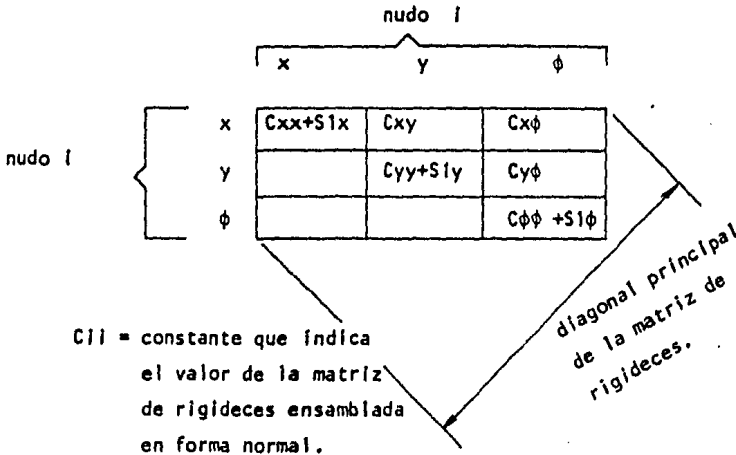 nudo i
x y ϕ
nudo i
x Cxx+S1x Cxy Cxϕ
y Cyy+S1y Cyϕ
ϕ Cϕϕ +S1ϕ
diagonal principal
de la matriz de
rigideces.
Cii = constante que indica
el valor de la matriz
de rigideces ensamblada
en forma normal.